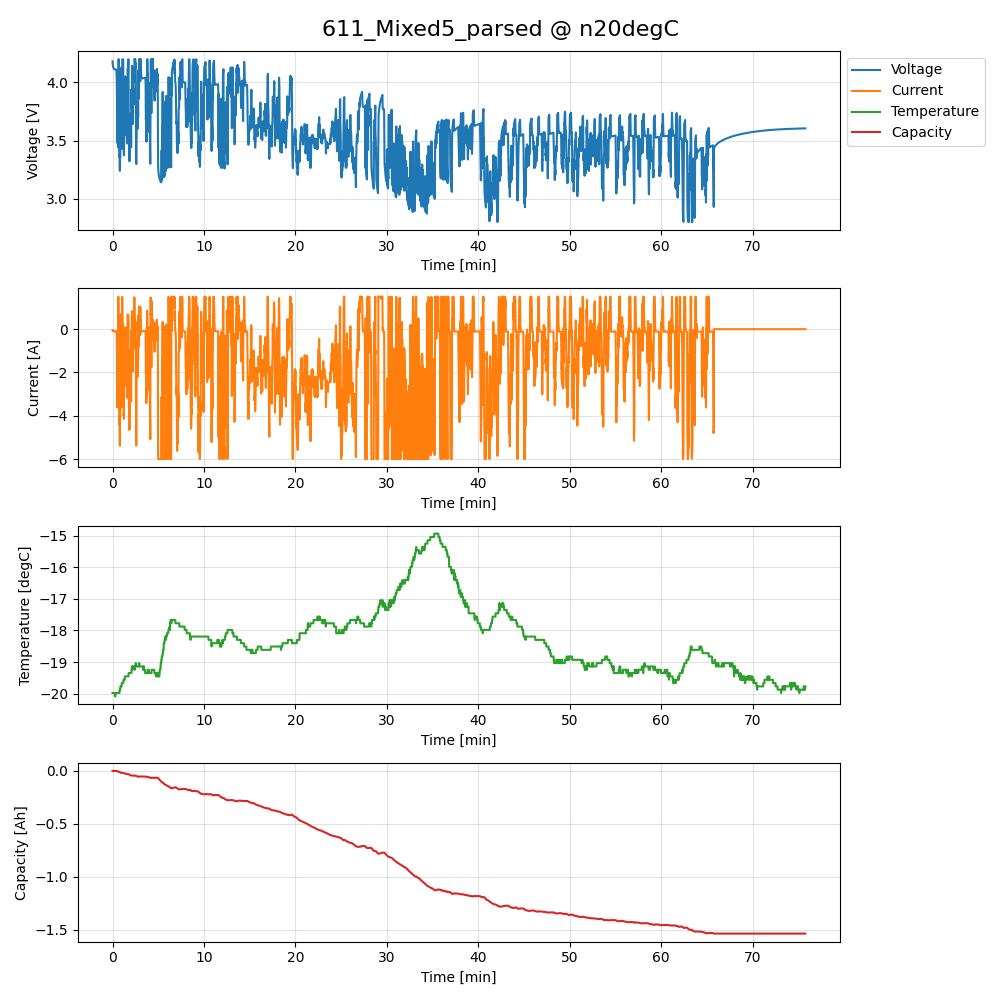 611_Mixed5_parsed @ n20degC
Voltage
Current
Temperature
Capacity
Voltage [V]
4.0
3.5
3.0
0 10 20 30 40 50 60 70
Time [min]
Current [A]
0
−2
−4
−6
0 10 20 30 40 50 60 70
Time [min]
Temperature [degC]
−15
−16
−17
−18
−19
−20
0 10 20 30 40 50 60 70
Time [min]
Capacity [Ah]
0.0
−0.5
−1.0
−1.5
0 10 20 30 40 50 60 70
Time [min]